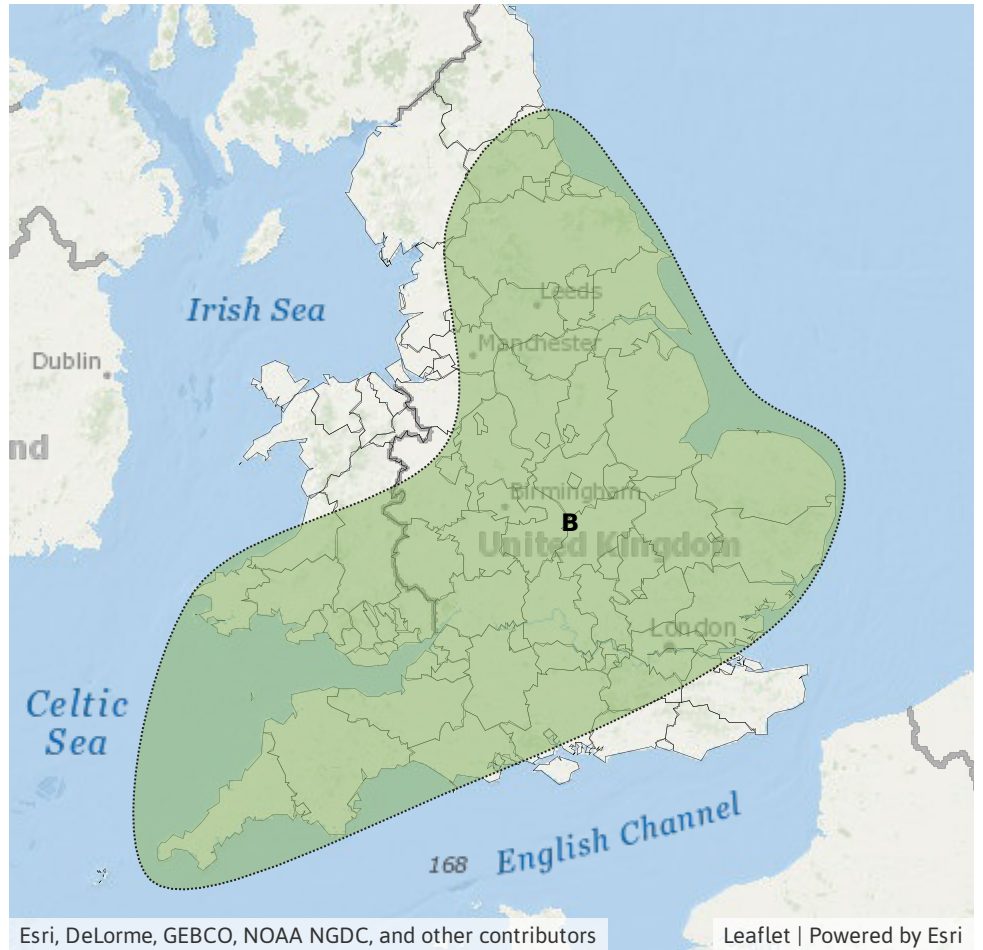 Leeds
Irish Sea
Manchester
Dublin
nd
Birmingham
B
United Kingdom
London
Celtic
Sea
English Channel
168
Esri, DeLorme, GEBCO, NOAA NGDC, and other contributors
Leaflet | Powered by Esri